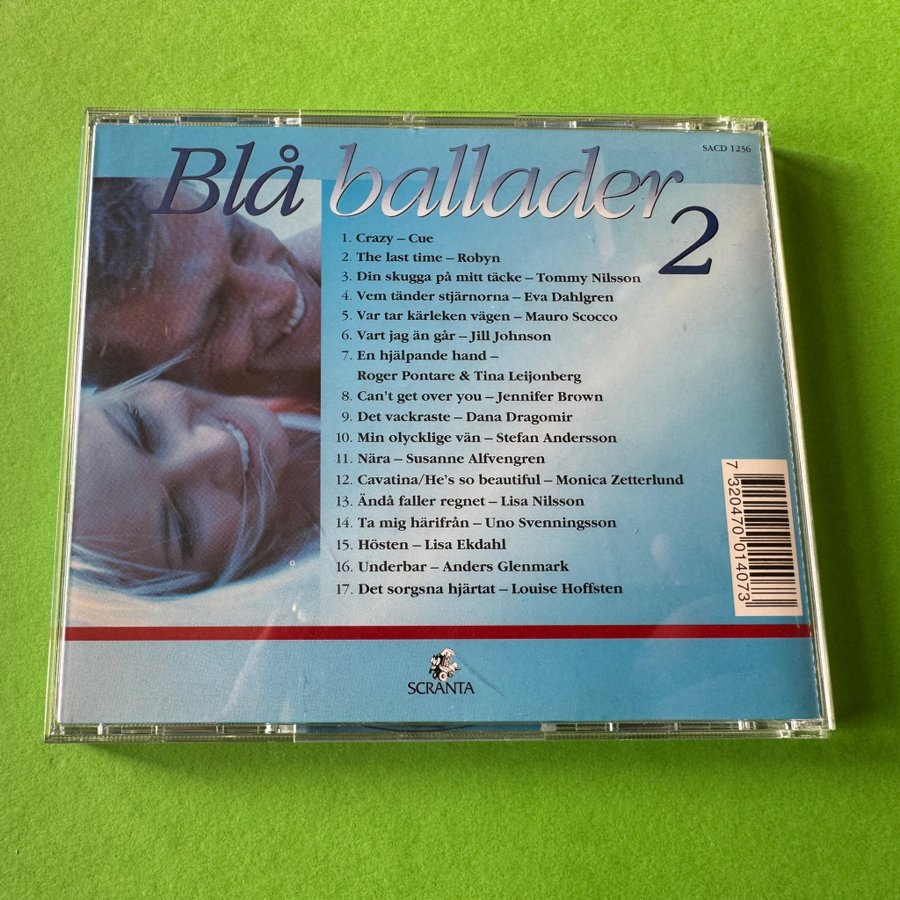 Blå ballader 2
SACD 1236
1. Crazy – Cue
2. The last time – Robyn
3. Din skugga på mitt täcke – Tommy Nilsson
4. Vem tänder stjärnorna – Eva Dahlgren
5. Var tar kärleken vägen – Mauro Scocco
6. Vart jag än går – Jill Johnson
7. En hjälpande hand –
Roger Pontare & Tina Leijonberg
8. Can't get over you – Jennifer Brown
9. Det vackraste – Dana Dragomir
10. Min olycklige vän – Stefan Andersson
11. Nära – Susanne Alfvengren
12. Cavatina/He's so beautiful – Monica Zetterlund
13. Ändå faller regnet – Lisa Nilsson
14. Ta mig härifrån – Uno Svenningsson
15. Hösten – Lisa Ekdahl
16. Underbar – Anders Glenmark
17. Det sorgsna hjärtat – Louise Hoffsten
7 320470 014073
SCRANTA